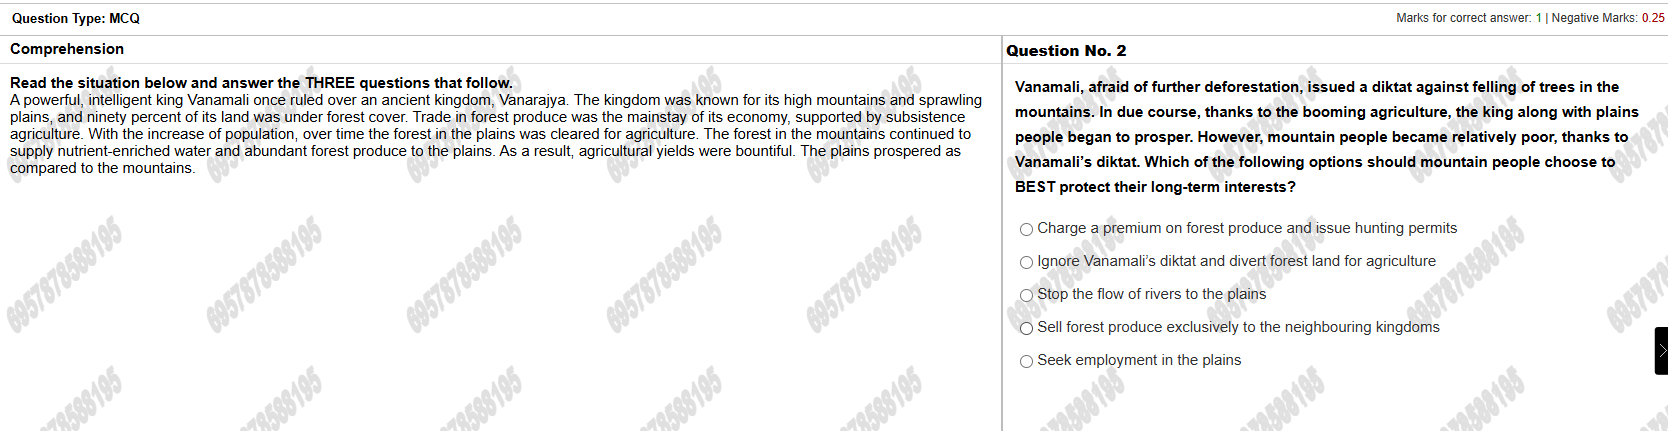 Question Type: MCQ
Marks for correct answer: 1 | Negative Marks: 0.25
Comprehension
Read the situation below and answer the THREE questions that follow.
A powerful, intelligent king Vanamali once ruled over an ancient kingdom, Vanarajya. The kingdom was known for its high mountains and sprawling
plains, and ninety percent of its land was under forest cover. Trade in forest produce was the mainstay of its economy, supported by subsistence
agriculture. With the increase of population, over time the forest in the plains was cleared for agriculture. The forest in the mountains continued to
supply nutrient-enriched water and abundant forest produce to the plains. As a result, agricultural yields were bountiful. The plains prospered as
compared to the mountains.
Question No. 2
Vanamali, afraid of further deforestation, issued a diktat against felling of trees in the
mountains. In due course, thanks to the booming agriculture, the king along with plains
people began to prosper. However, mountain people became relatively poor, thanks to
Vanamali's diktat. Which of the following options should mountain people choose to
BEST protect their long-term interests?
Charge a premium on forest produce and issue hunting permits
Ignore Vanamali's diktat and divert forest land for agriculture
Stop the flow of rivers to the plains
Sell forest produce exclusively to the neighbouring kingdoms
Seek employment in the plains